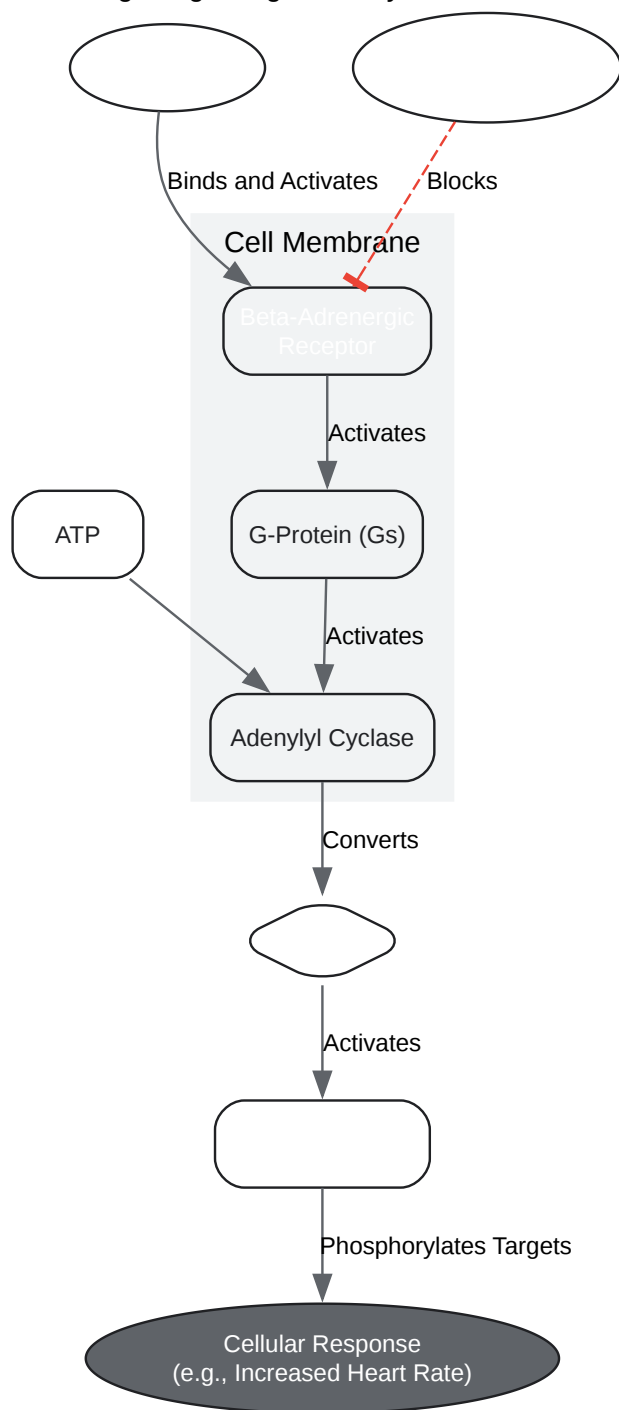 Binds and Activates
Blocks
Cell Membrane
Beta-Adrenergic
Receptor
Activates
ATP
G-Protein (Gs)
Activates
Adenylyl Cyclase
Converts
Activates
Phosphorylates Targets
Cellular Response
(e.g., Increased Heart Rate)